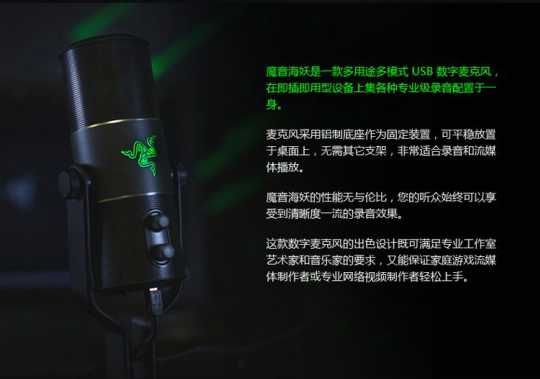 魔音海妖是一款多用途多模式 USB 数字麦克风，
在即插即用型设备上集各种专业级录音配置于一
身。
麦克风采用铝制底座作为固定装置，可平稳放置
于桌面上，无需其它支架，非常适合录音和流媒
体播放。
魔音海妖的性能无与伦比，您的听众始终可以享
受到清晰度一流的录音效果。
这款数字麦克风的出色设计既可满足专业工作室
艺术家和音乐家的要求，又能保证家庭游戏流媒
体制作者或专业网络视频制作者轻松上手。